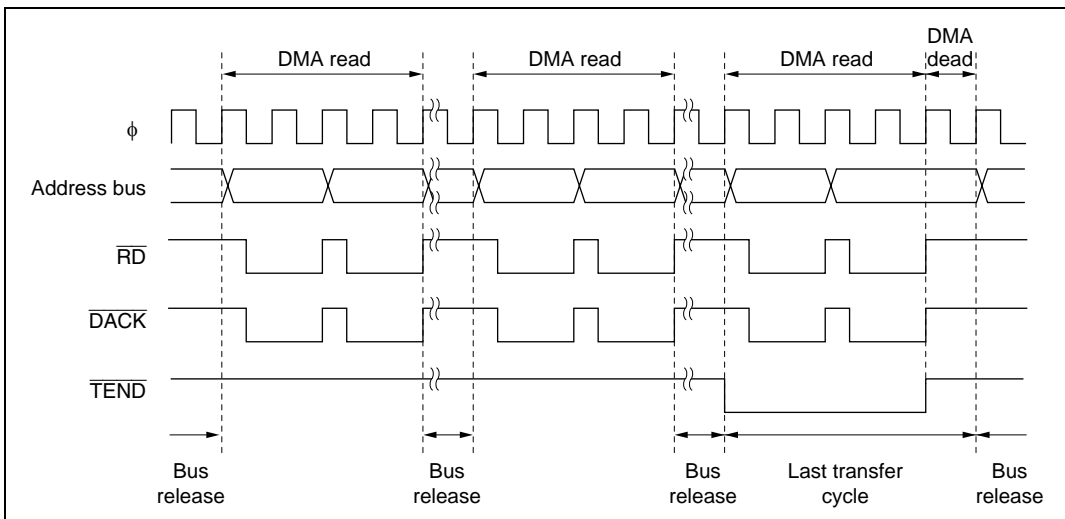 DMA read
DMA read
DMA read
DMA
dead
ϕ
Address bus
RD
DACK
TEND
Bus
release
Bus
release
Bus
release
Last transfer
cycle
Bus
release